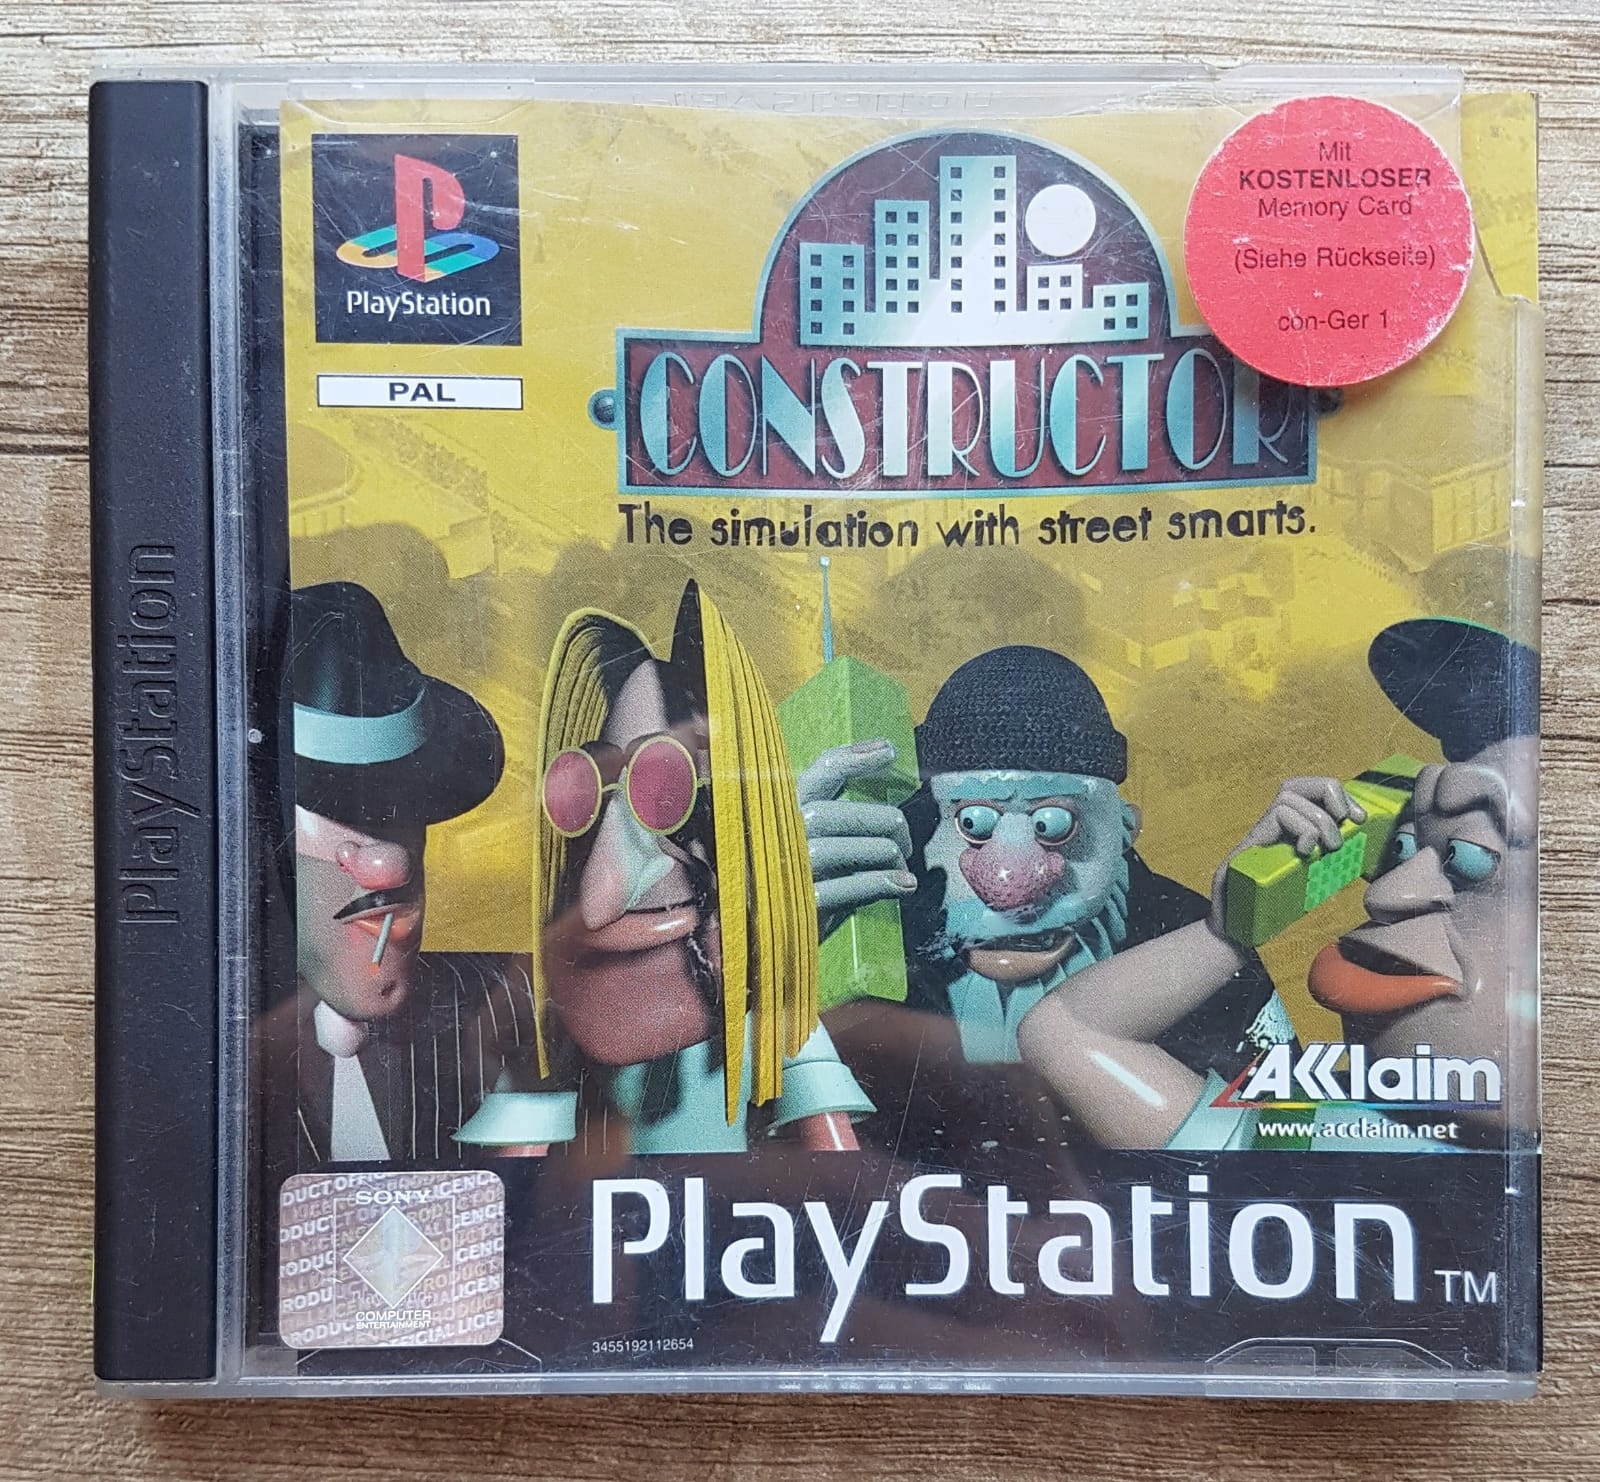 PlayStation
PlayStation
PlayStation
PAL
Mit
KOSTENLOSER
Memory Card
(Siehe Rückseite)
con-Ger 1
CONSTRUCTOR
The simulation with street smarts.
Acclaim
www.acclaim.net
SONY
COMPUTER
ENTERTAINMENT
PlayStation TM
3455192112654